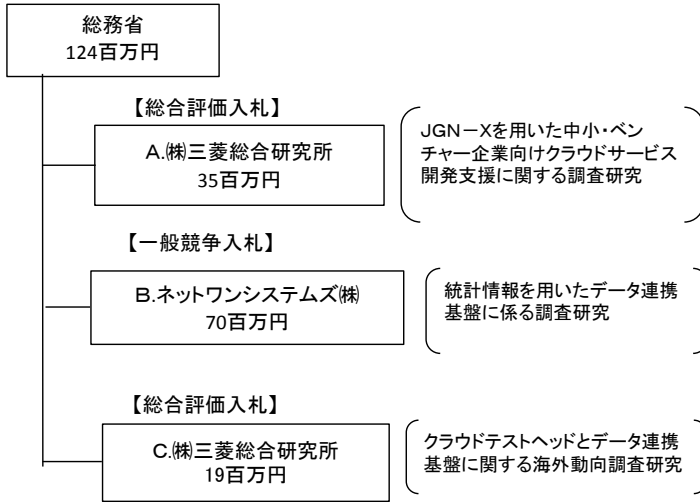 総務省
124百万円
【総合評価入札】
A.㈱三菱総合研究所
35百万円
JGN－Xを用いた中小・ベン
チャー企業向けクラウドサービス
開発支援に関する調査研究
【一般競争入札】
B.ネットワンシステムズ㈱
70百万円
統計情報を用いたデータ連携
基盤に係る調査研究
【総合評価入札】
C.㈱三菱総合研究所
19百万円
クラウドテストヘッドとデータ連携
基盤に関する海外動向調査研究